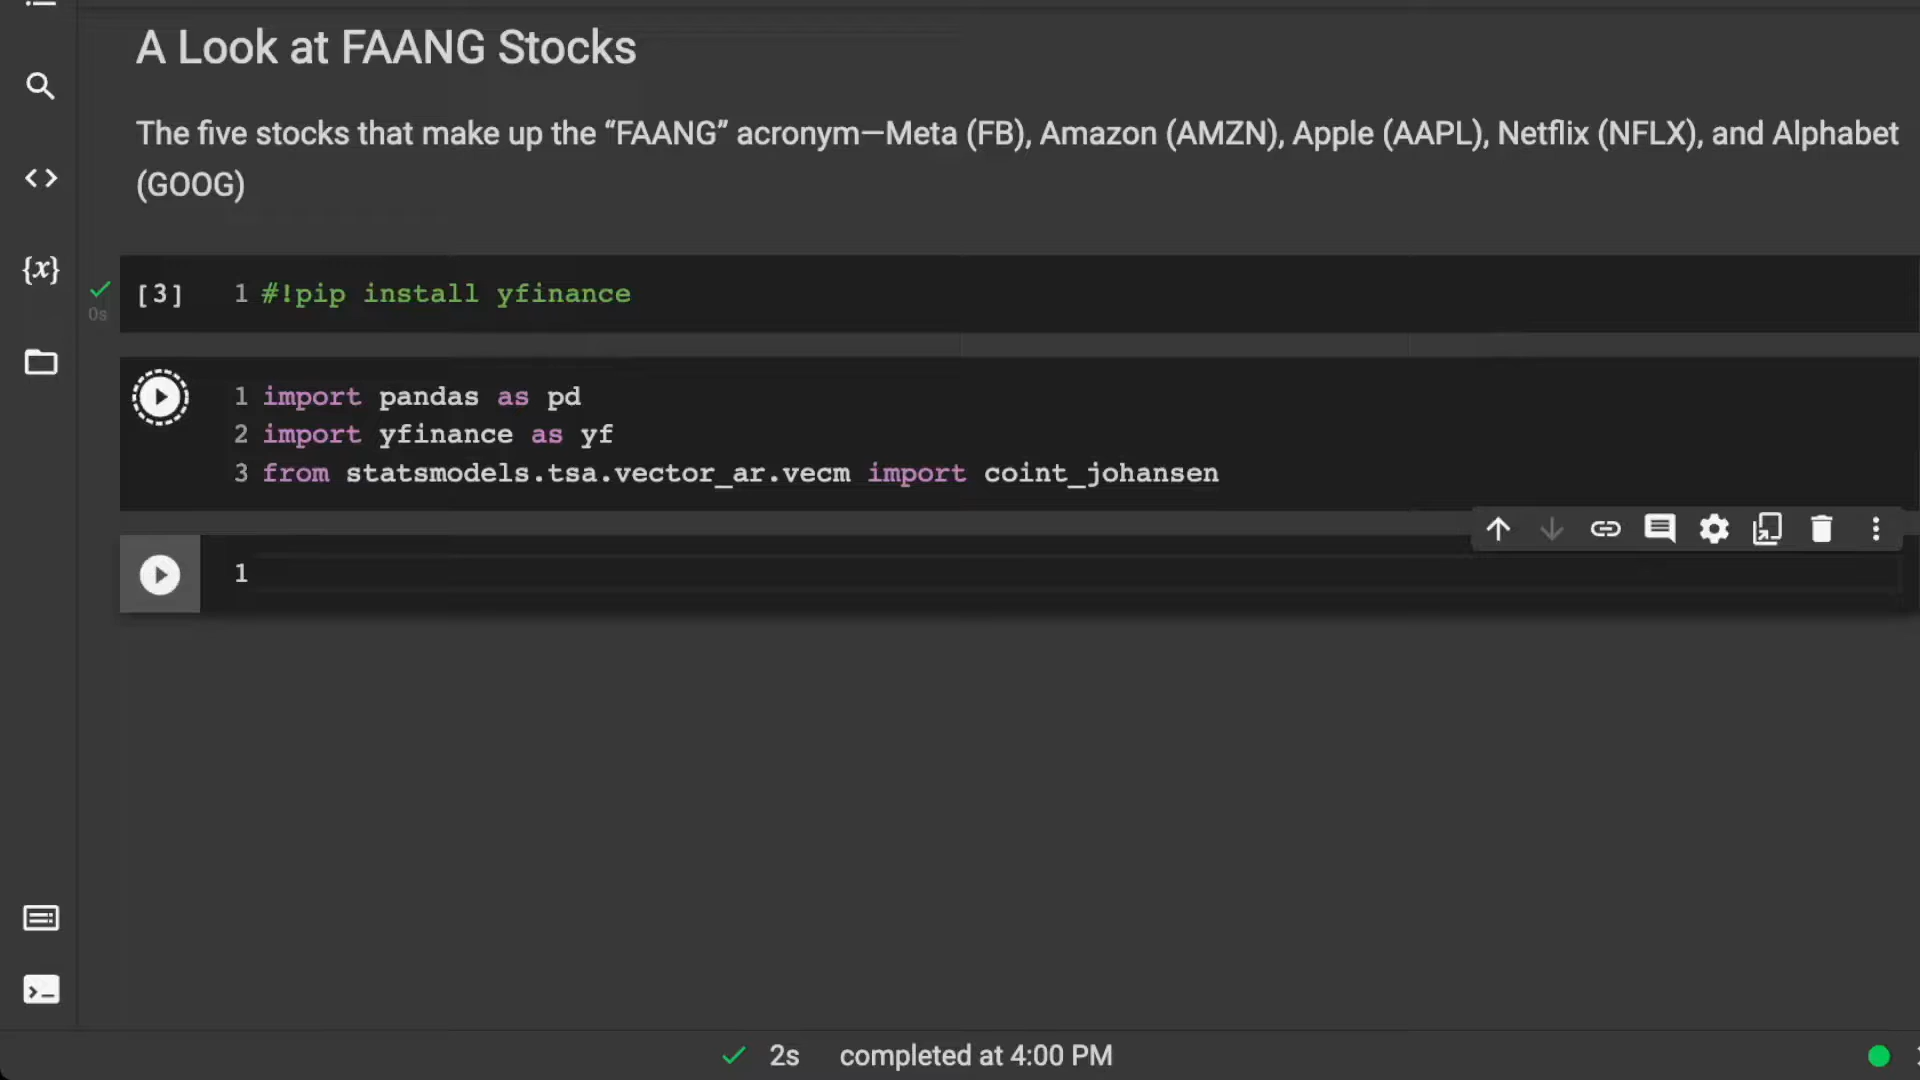 A Look at FAANG Stocks
The five stocks that make up the “FAANG” acronym—Meta (FB), Amazon (AMZN), Apple (AAPL), Netflix (NFLX), and Alphabet
(GOOG)
{x}
0s
[3] 1 #!pip install yfinance
1 import pandas as pd
2 import yfinance as yf
3 from statsmodels.tsa.vector_ar.vecm import coint_johansen
1
2s completed at 4:00 PM